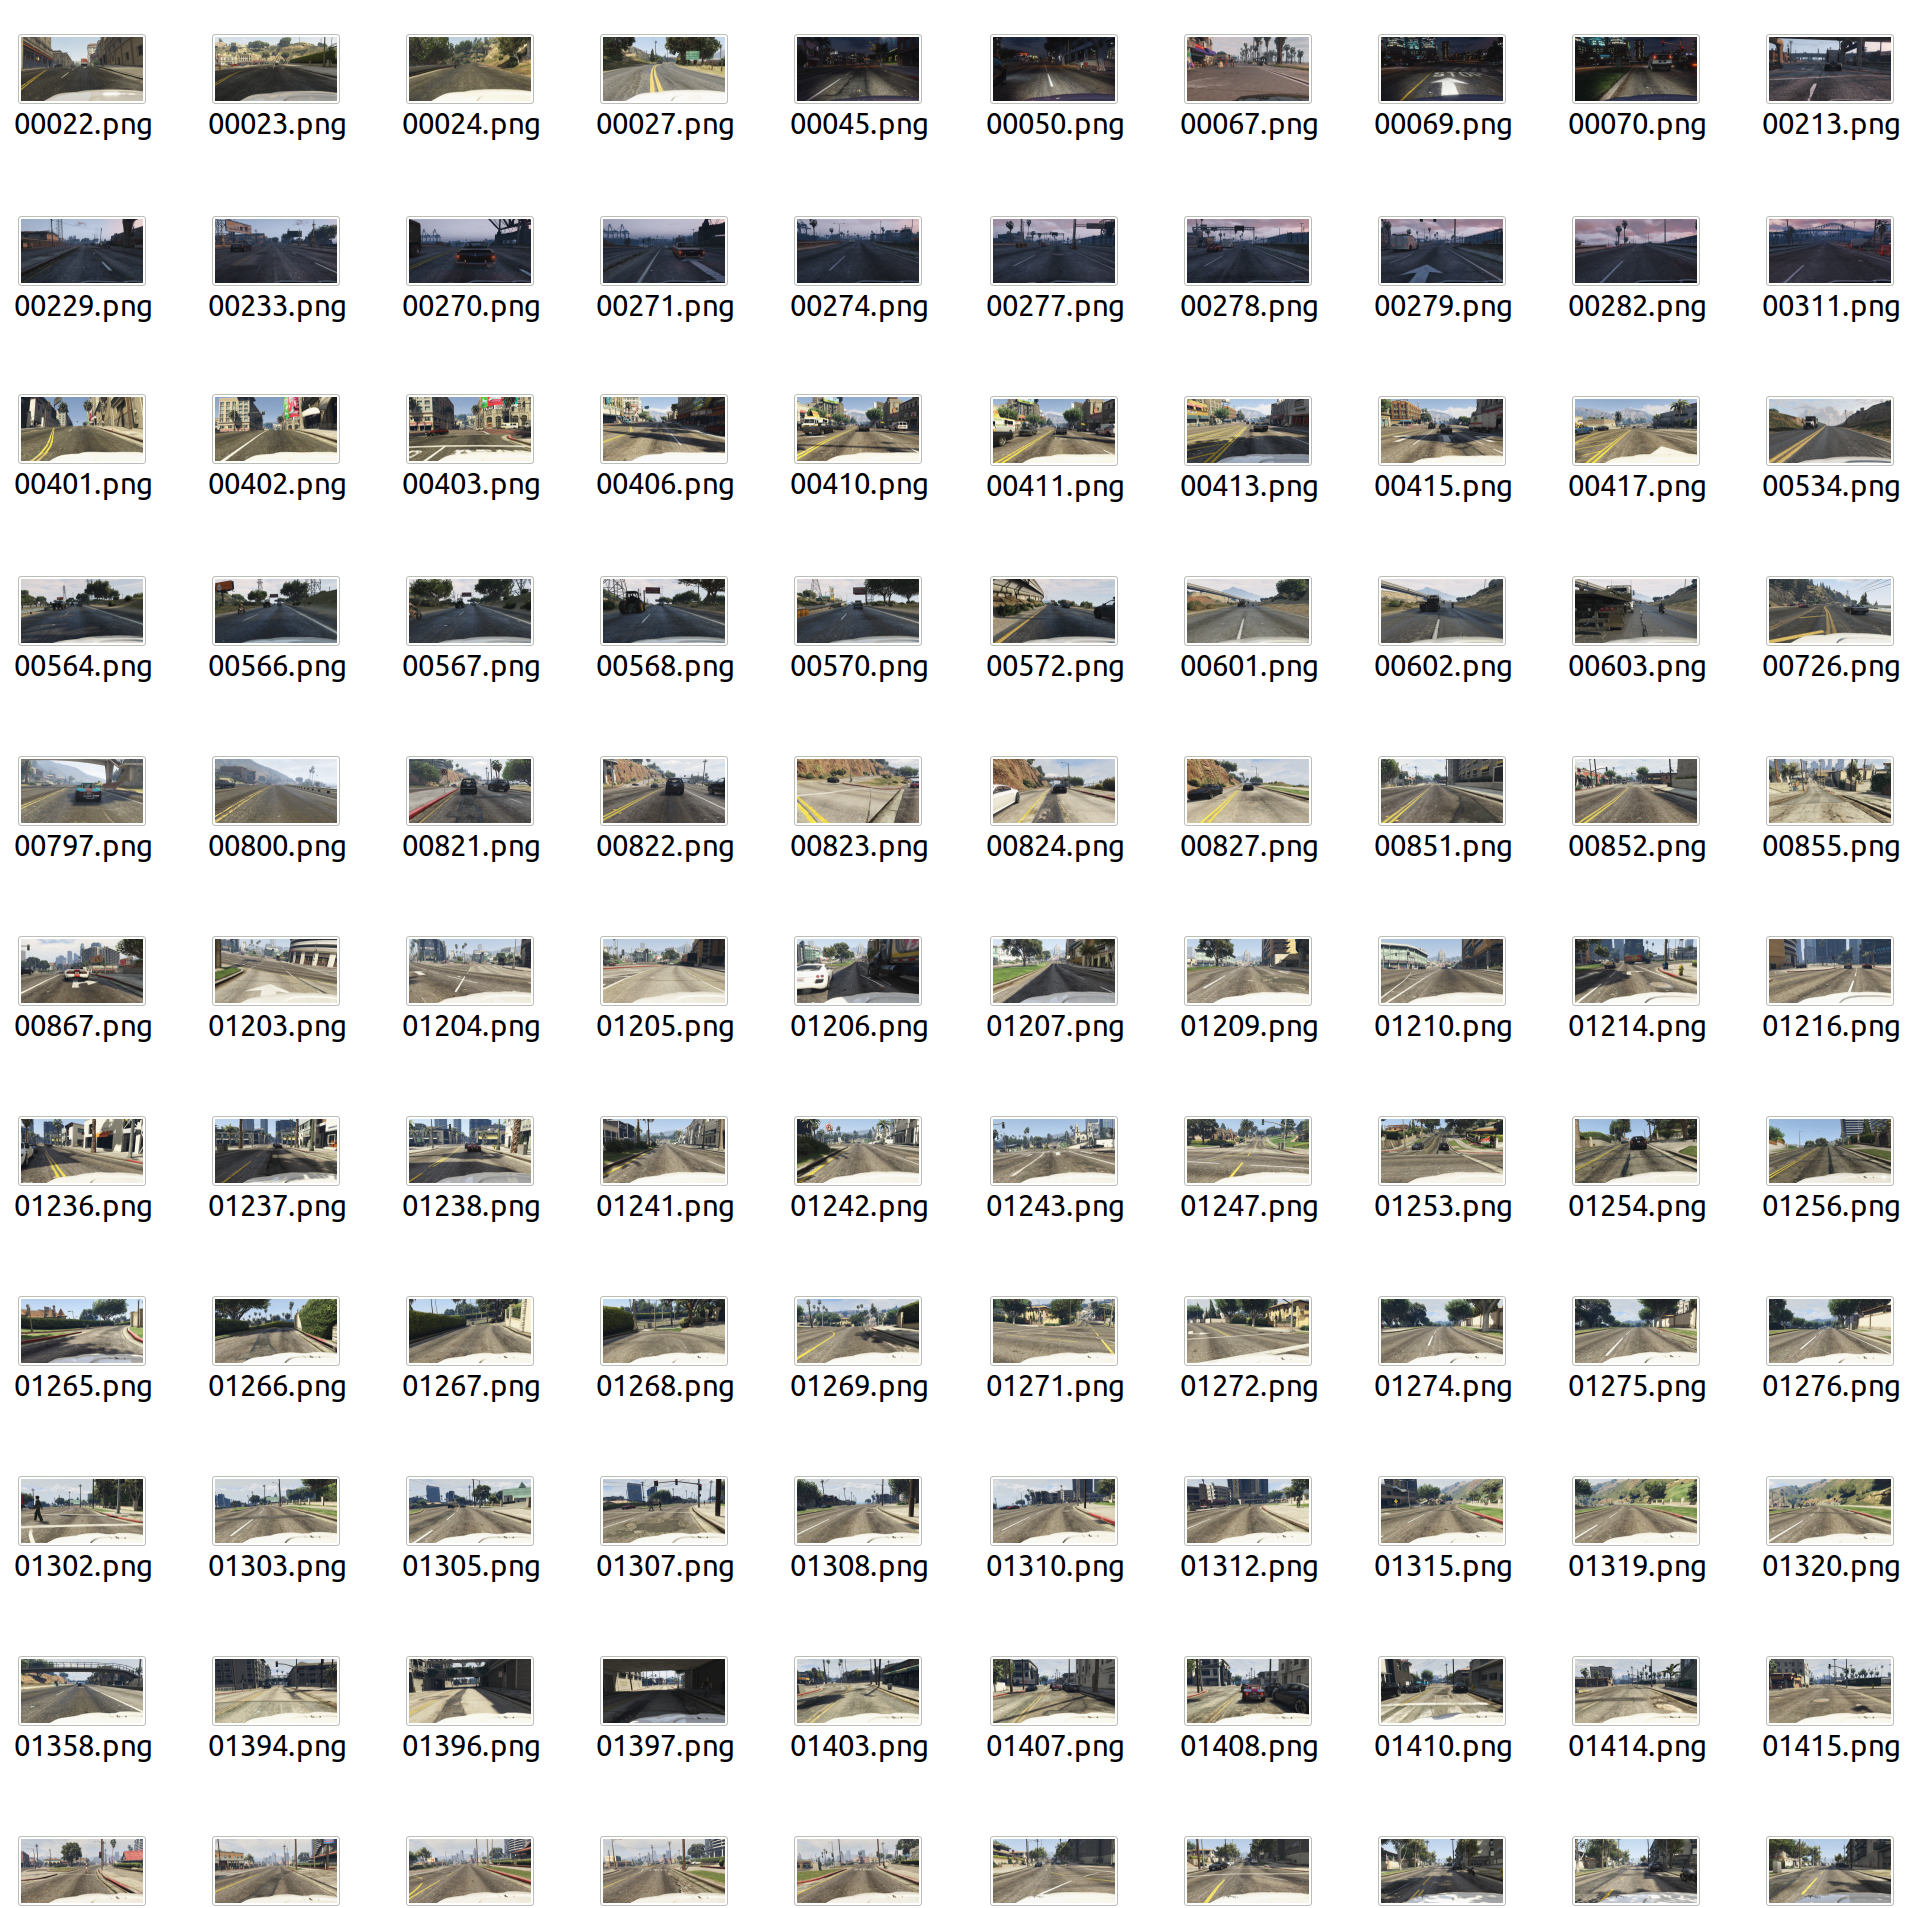 00022.png 00023.png 00024.png 00027.png 00045.png 00050.png 00067.png 00069.png 00070.png 00213.png
00229.png 00233.png 00270.png 00271.png 00274.png 00277.png 00278.png 00279.png 00282.png 00311.png
00401.png 00402.png 00403.png 00406.png 00410.png 00411.png 00413.png 00415.png 00417.png 00534.png
00564.png 00566.png 00567.png 00568.png 00570.png 00572.png 00601.png 00602.png 00603.png 00726.png
00797.png 00800.png 00821.png 00822.png 00823.png 00824.png 00827.png 00851.png 00852.png 00855.png
00867.png 01203.png 01204.png 01205.png 01206.png 01207.png 01209.png 01210.png 01214.png 01216.png
01236.png 01237.png 01238.png 01241.png 01242.png 01243.png 01247.png 01253.png 01254.png 01256.png
01265.png 01266.png 01267.png 01268.png 01269.png 01271.png 01272.png 01274.png 01275.png 01276.png
01302.png 01303.png 01305.png 01307.png 01308.png 01310.png 01312.png 01315.png 01319.png 01320.png
01358.png 01394.png 01396.png 01397.png 01403.png 01407.png 01408.png 01410.png 01414.png 01415.png